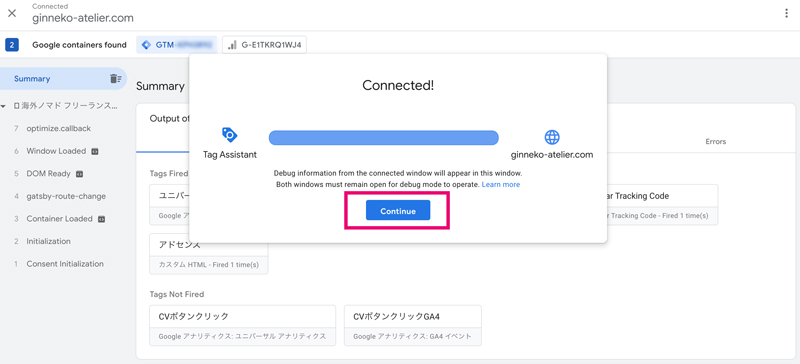 Connected
ginneko-atelier.com
2 Google containers found GTM- G-E1TKRQ1WJ4
Summary
海外ノマド フリーランス...
7 optimize.callback
6 Window Loaded
5 DOM Ready
4 gatsby-route-change
3 Container Loaded
2 Initialization
1 Consent Initialization
Summary
Output of
Errors
Connected!
Tag Assistant
ginneko-atelier.com
Debug information from the connected window will appear in this window.
Both windows must remain open for debug mode to operate. Learn more
Continue
Tags Fired
ユニバー
Google ア
ar Tracking Code
ar Tracking Code - Fired 1 time(s)
アドセンス
カスタム HTML - Fired 1 time(s)
Tags Not Fired
CVボタンクリック
Google アナリティクス: ユニバーサル アナリティクス
CVボタンクリックGA4
Google アナリティクス: GA4 イベント